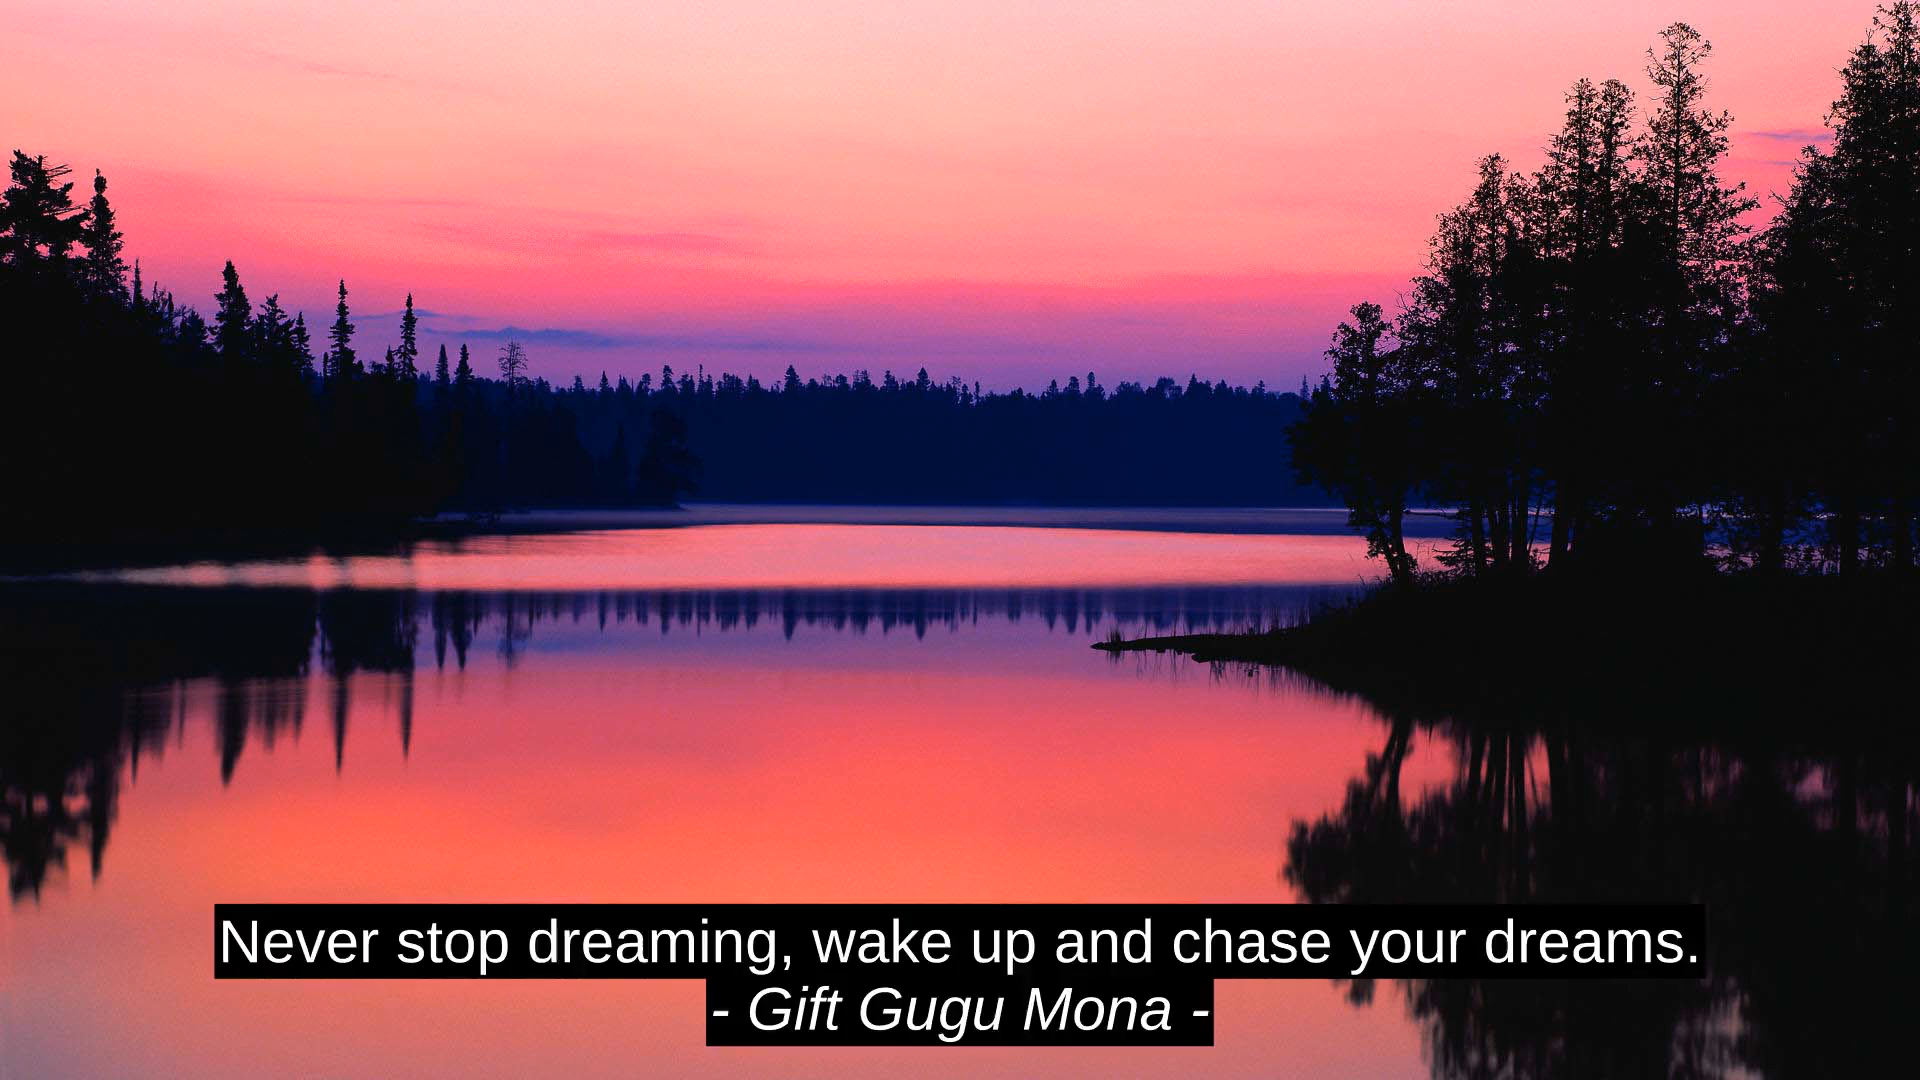 Never stop dreaming, wake up and chase your dreams.
- Gift Gugu Mona -